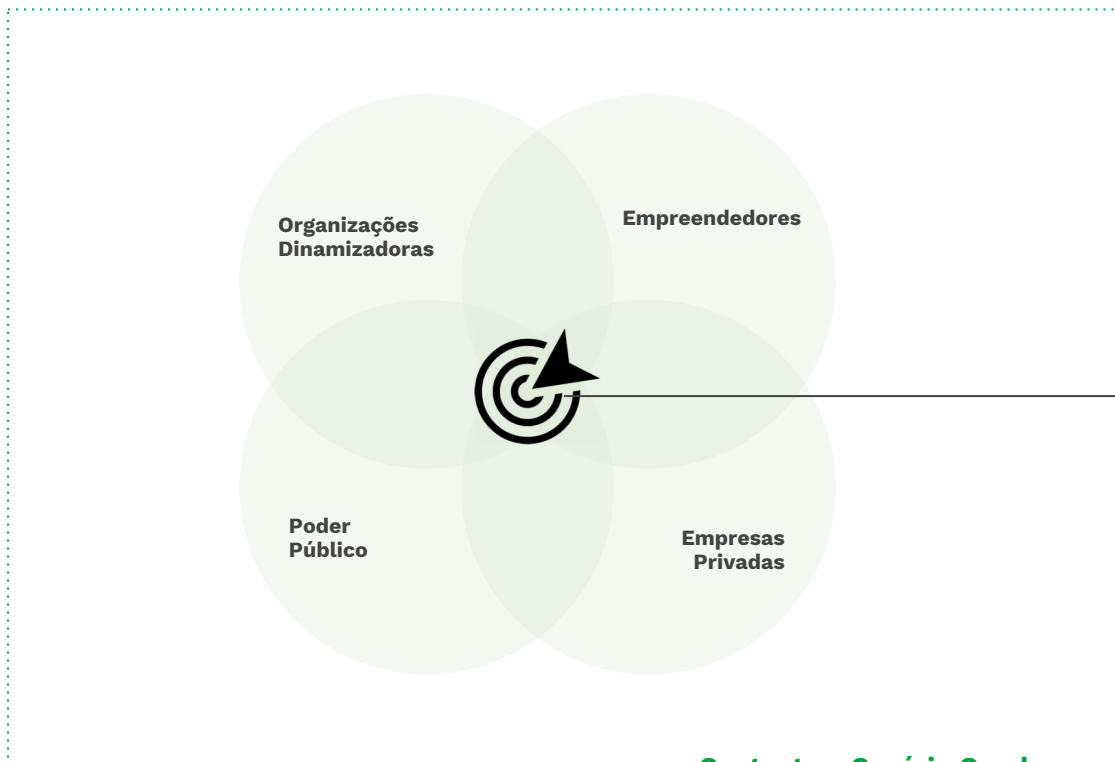 Organizações
Dinamizadoras
Empreendedores
Poder
Público
Empresas
Privadas